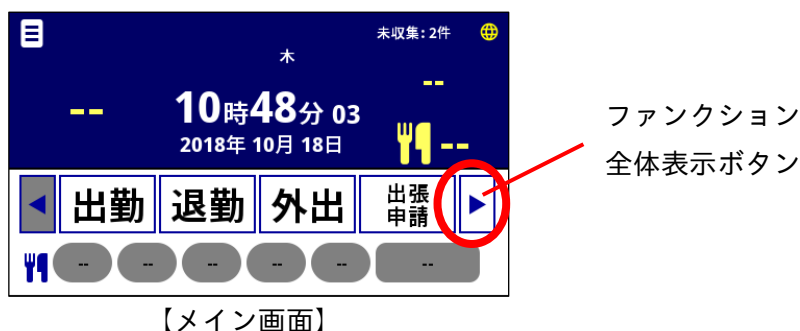 未収集:2件
木
--
--
10時48分 03
2018年 10月 18日
--
出勤
退勤
外出
出張
申請
-- -- -- -- -- --
ファンクション
全体表示ボタン
【メイン画面】